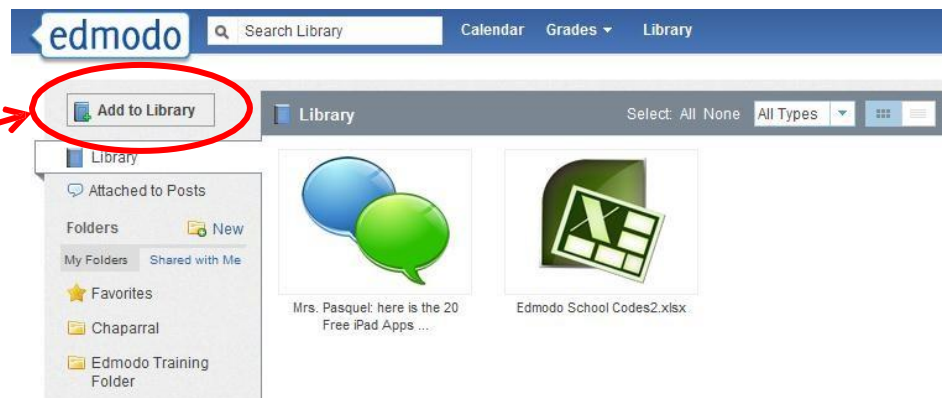 edmodo
Search Library
Calendar Grades Library
Add to Library
Library
Select: All None All Types
Library
Attached to Posts
Folders New
My Folders Shared with Me
Favorites
Chaparral
Edmodo Training
Folder
Mrs. Pasquel: here is the 20
Free iPad Apps ...
Edmodo School Codes2.xlsx